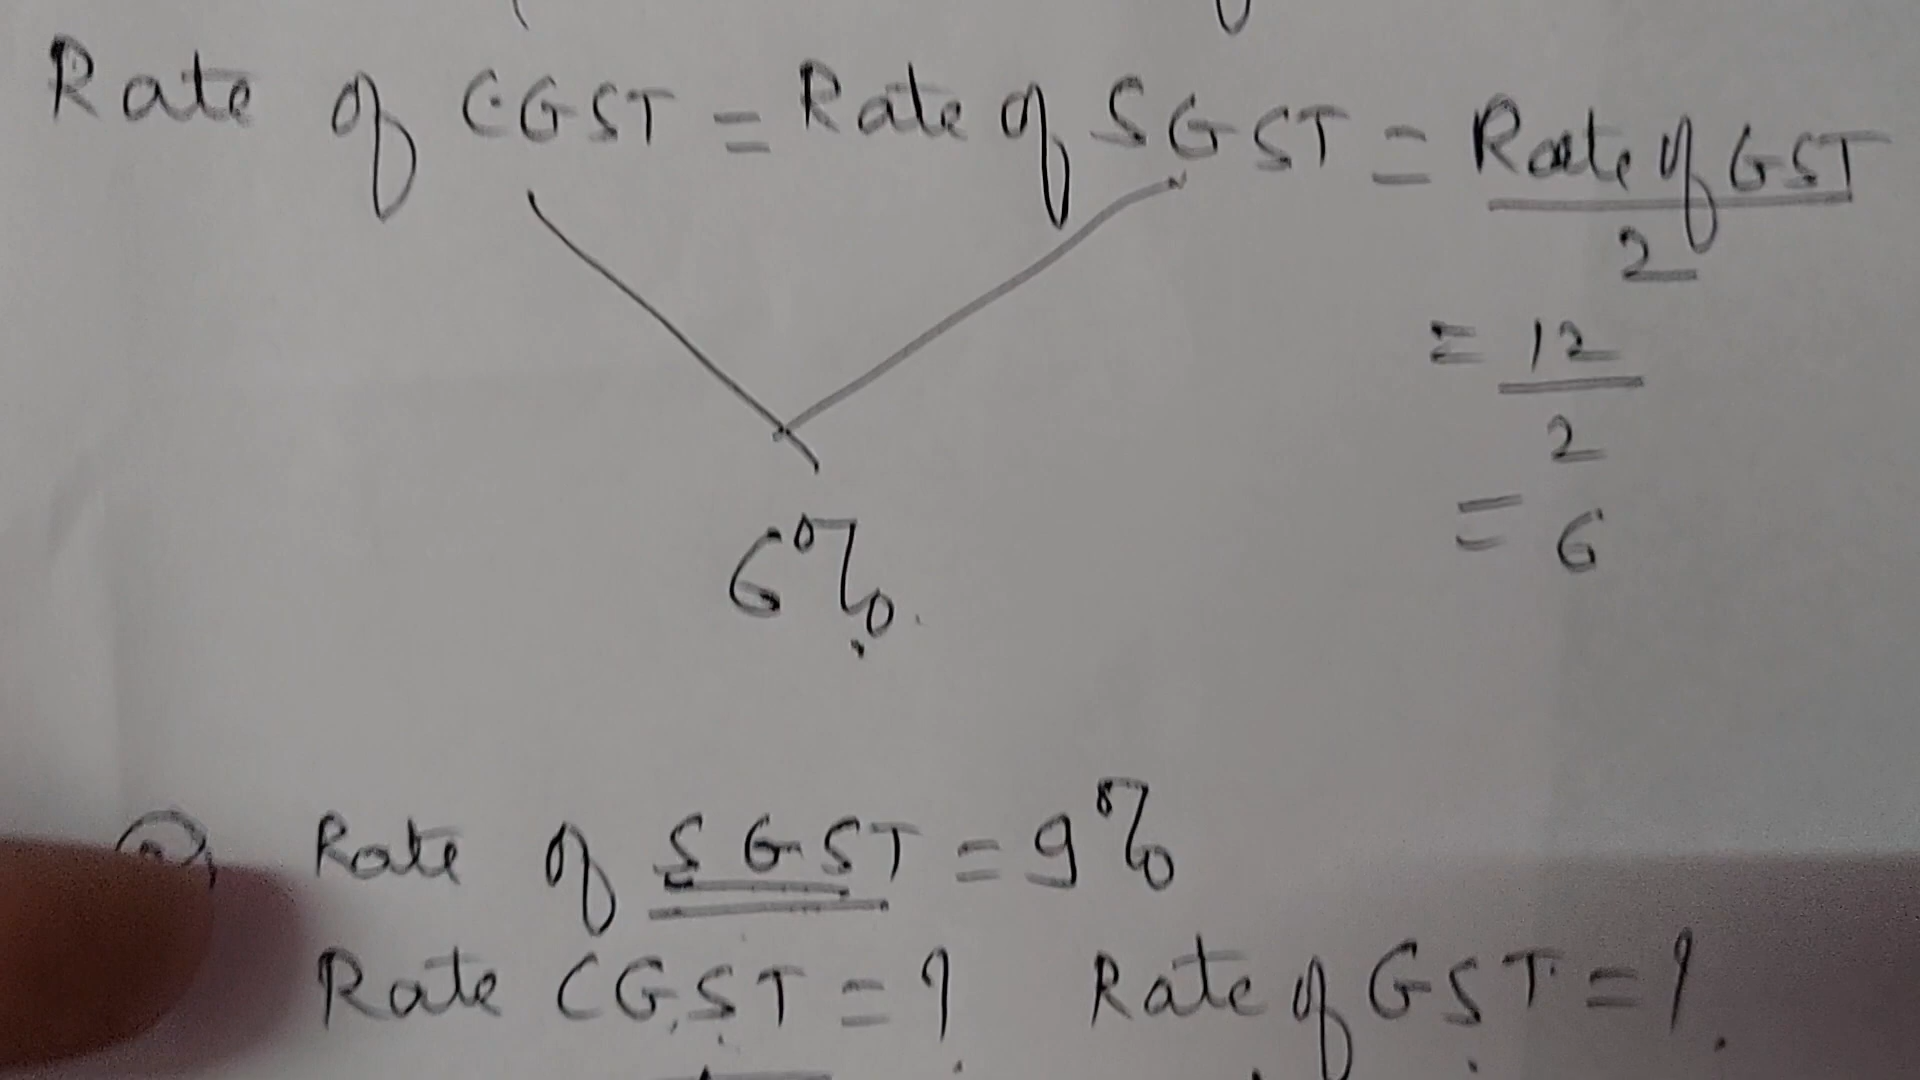 Rate of CGST = Rate of SGST = Rate of GST
2
= 12
2
= 6
6%.
Rate of SGST = 9%
Rate CGST = ? Rate of GST = ?